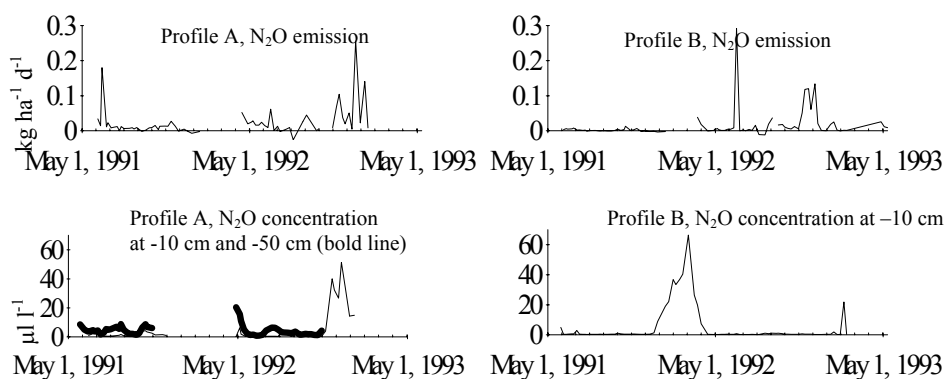 Profile A, N₂O emission
kg ha⁻¹ d⁻¹
0.3
0.2
0.1
0
May 1, 1991 May 1, 1992 May 1, 1993
Profile B, N₂O emission
0.3
0.2
0.1
0
May 1, 1991 May 1, 1992 May 1, 1993
Profile A, N₂O concentration
at -10 cm and -50 cm (bold line)
µl l⁻¹
60
40
20
0
May 1, 1991 May 1, 1992 May 1, 1993
Profile B, N₂O concentration at –10 cm
60
40
20
0
May 1, 1991 May 1, 1992 May 1, 1993